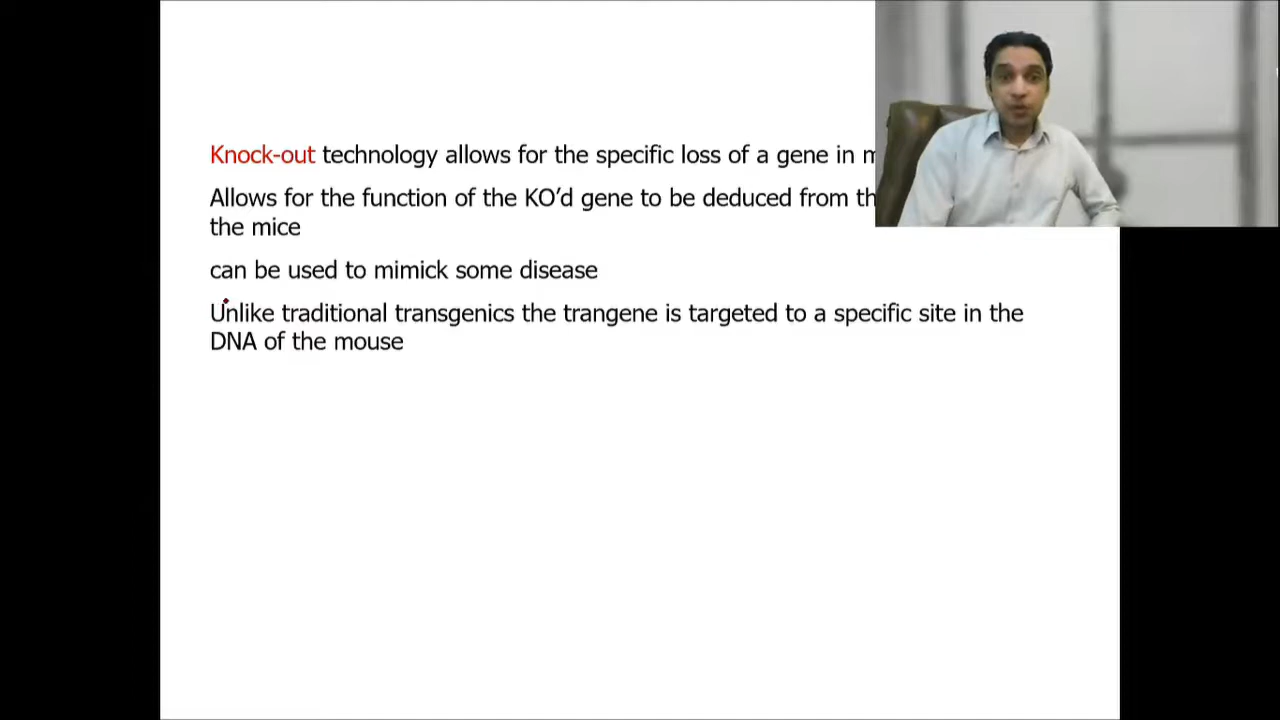 Knock-out technology allows for the specific loss of a gene in
Allows for the function of the KO’d gene to be deduced from
the mice
can be used to mimick some disease
Unlike traditional transgenics the trangene is targeted to a specific site in the
DNA of the mouse